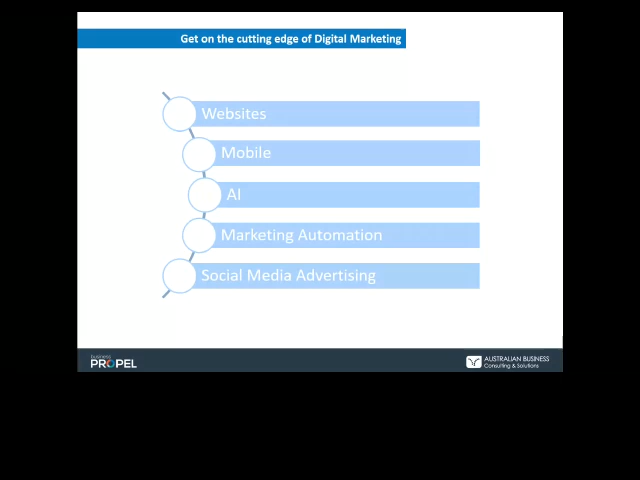 Get on the cutting edge of Digital Marketing
Websites
Mobile
AI
Marketing Automation
Social Media Advertising
business
PROPEL
AUSTRALIAN BUSINESS
Consulting & Solutions